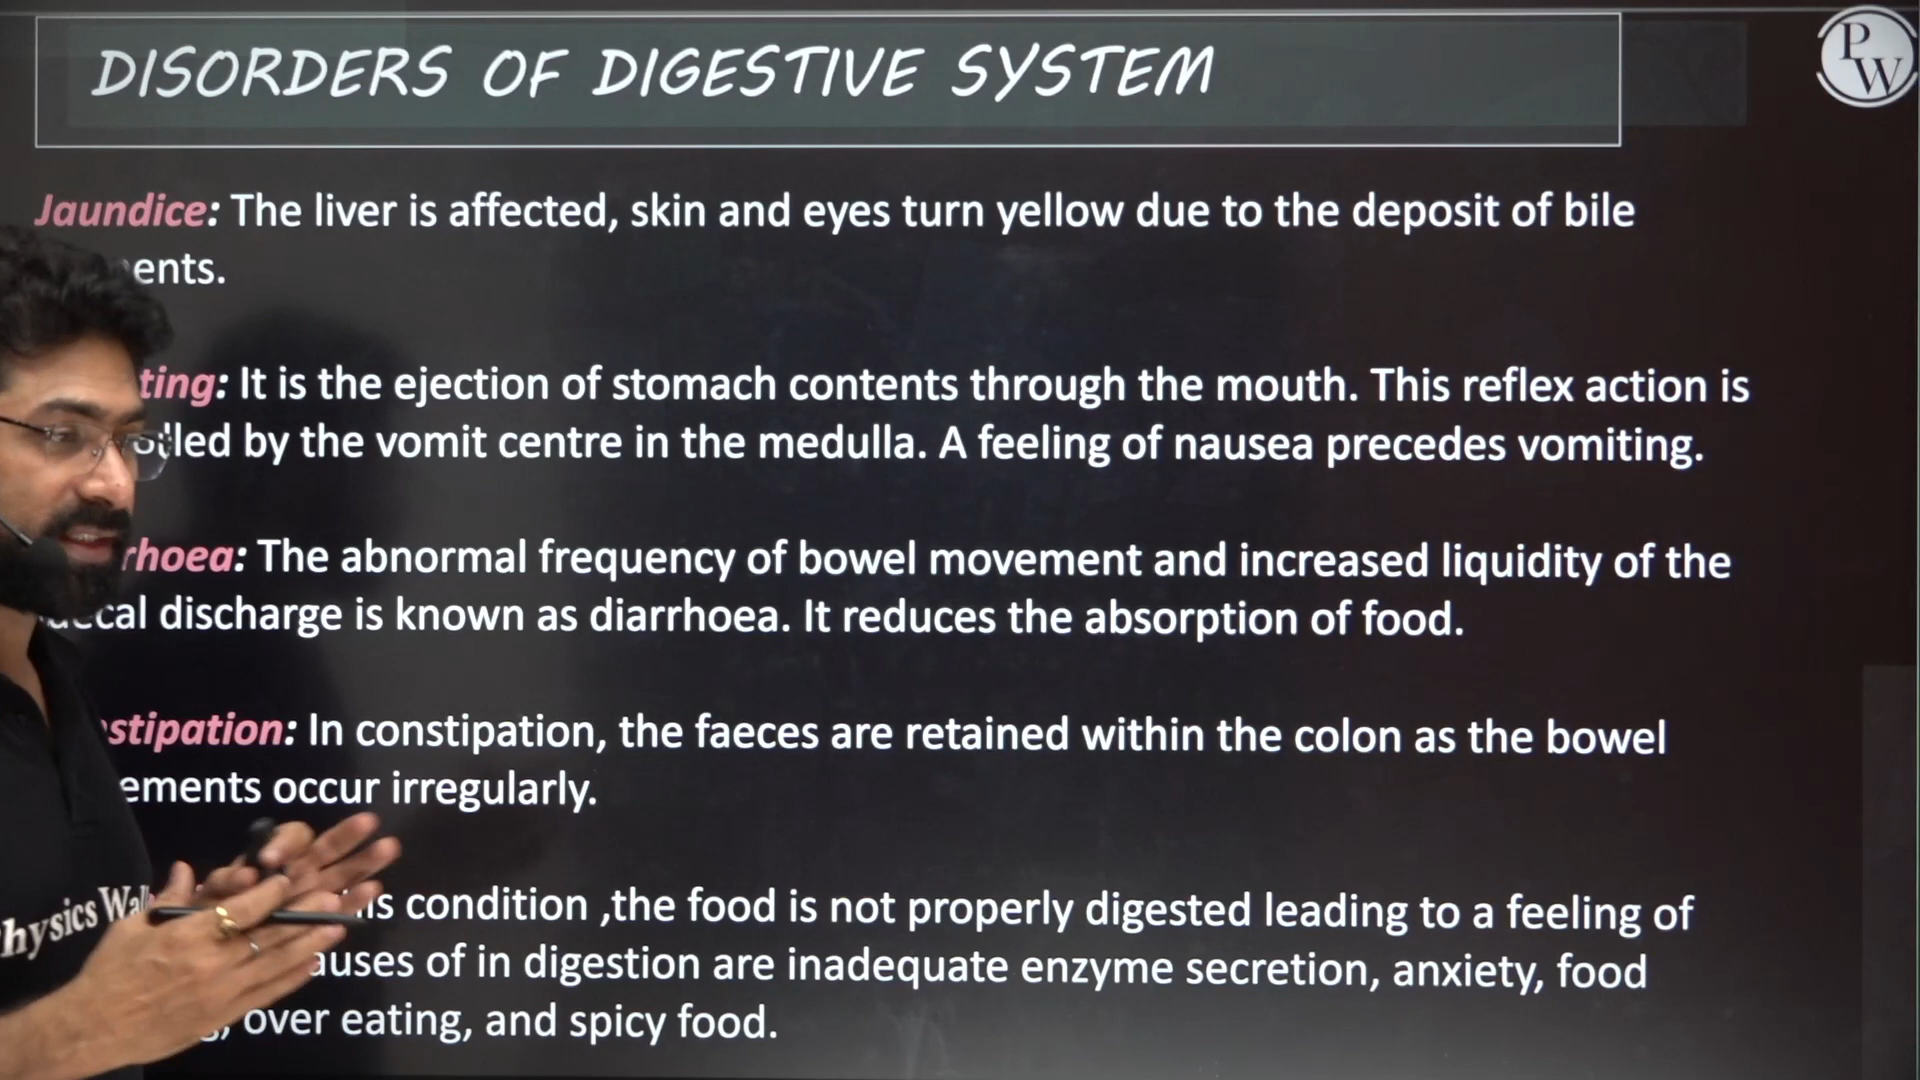 DISORDERS OF DIGESTIVE SYSTEM
PW
Jaundice: The liver is affected, skin and eyes turn yellow due to the deposit of bile
ents.
ting: It is the ejection of stomach contents through the mouth. This reflex action is
lled by the vomit centre in the medulla. A feeling of nausea precedes vomiting.
rhoea: The abnormal frequency of bowel movement and increased liquidity of the
cal discharge is known as diarrhoea. It reduces the absorption of food.
stipation: In constipation, the faeces are retained within the colon as the bowel
ements occur irregularly.
is condition ,the food is not properly digested leading to a feeling of
auses of in digestion are inadequate enzyme secretion, anxiety, food
over eating, and spicy food.
hysics Wal